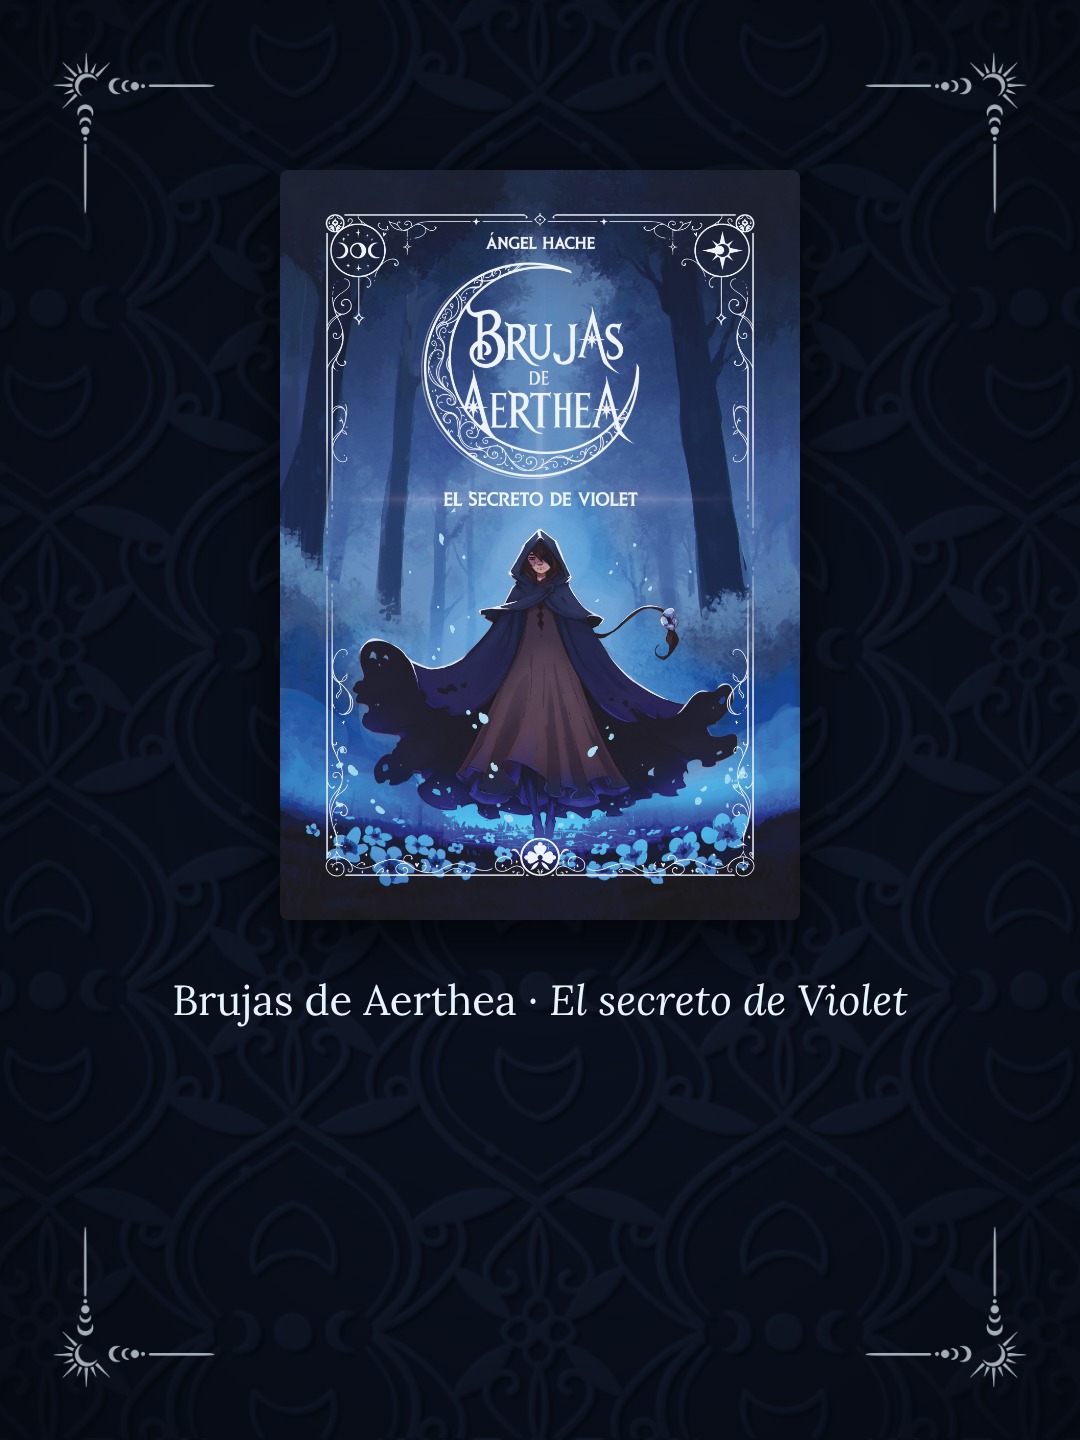 ÁNGEL HACHE
BRUJAS
DE
AERTHEA
EL SECRETO DE VIOLET
Brujas de Aerthea · El secreto de Violet